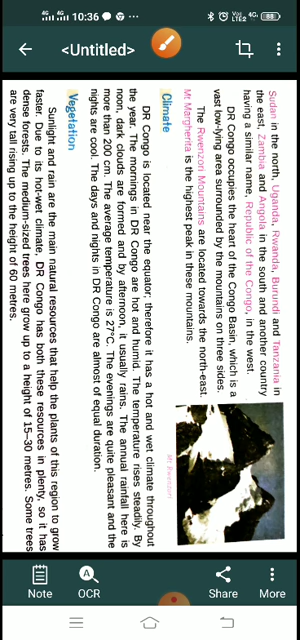 10:36
4G
<Untitled>
Sudan in the north, Uganda, Rwanda, Burundi and Tanzania in
the east, Zambia and Angola in the south and another country
having a similar name, Republic of the Congo, in the west.
DR Congo occupies the heart of the Congo Basin, which is a
vast low-lying area surrounded by the mountains on three sides.
The Rwenzori Mountains are located towards the north-east.
Mt Margherita is the highest peak in these mountains.
Climate
DR Congo is located near the equator; therefore it has a hot and wet climate throughout
the year. The mornings in DR Congo are hot and humid. The temperature rises steadily. By
noon, dark clouds are formed and by afternoon, it usually rains. The annual rainfall here is
more than 200 cm. The average temperature is 27°C. The evenings are quite pleasant and the
nights are cool. The days and nights in DR Congo are almost of equal duration.
Vegetation
Sunlight and rain are the main natural resources that help the plants of this region to grow
faster. Due to its hot-wet climate, DR Congo has both these resources in plenty, so it has
dense forests. The medium-sized trees here grow up to a height of 15–30 metres. Some trees
are very tall rising up to the height of 60 metres.
Note
OCR
Share
More